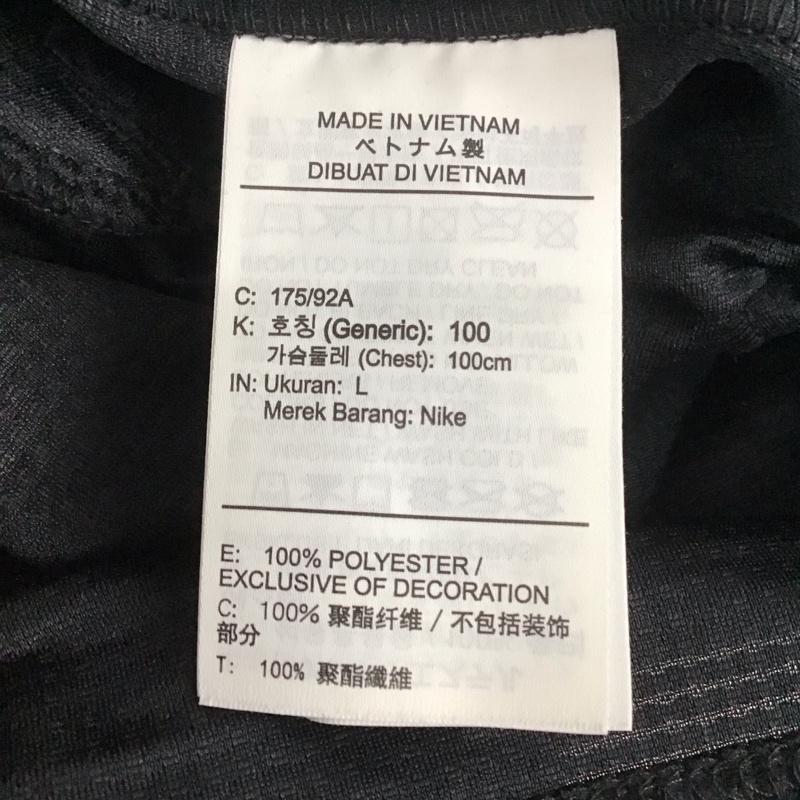 MADE IN VIETNAM
ベトナム製
DIBUAT DI VIETNAM
C: 175/92A
K: 호칭 (Generic): 100
가슴둘레 (Chest): 100cm
IN: Ukuran: L
Merek Barang: Nike
E: 100% POLYESTER /
EXCLUSIVE OF DECORATION
C: 100% 聚酯纤维 / 不包括装饰
部分
T: 100% 聚酯纖維